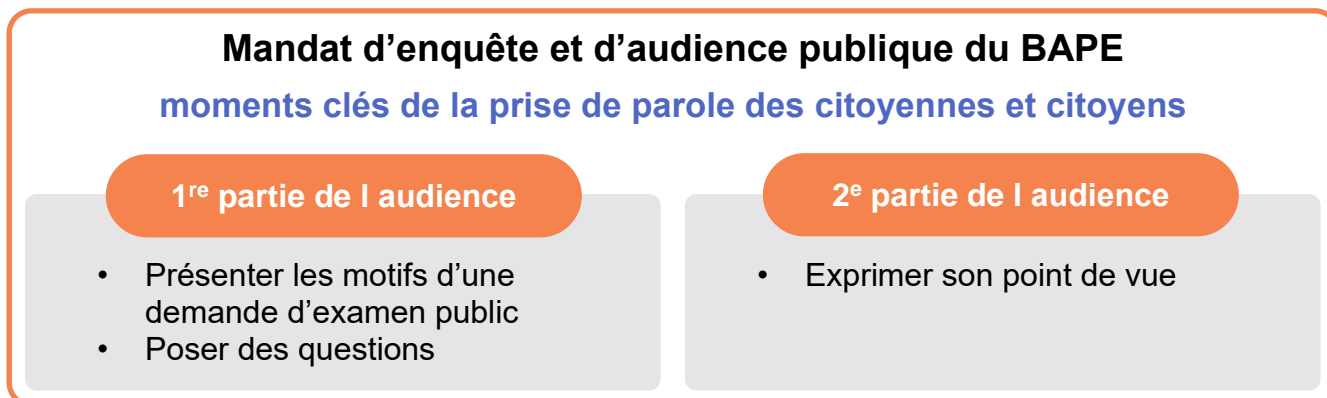 Mandat d’enquête et d’audience publique du BAPE
moments clés de la prise de parole des citoyennes et citoyens
1re partie de l audience
• Présenter les motifs d’une
demande d’examen public
• Poser des questions
2e partie de l audience
• Exprimer son point de vue